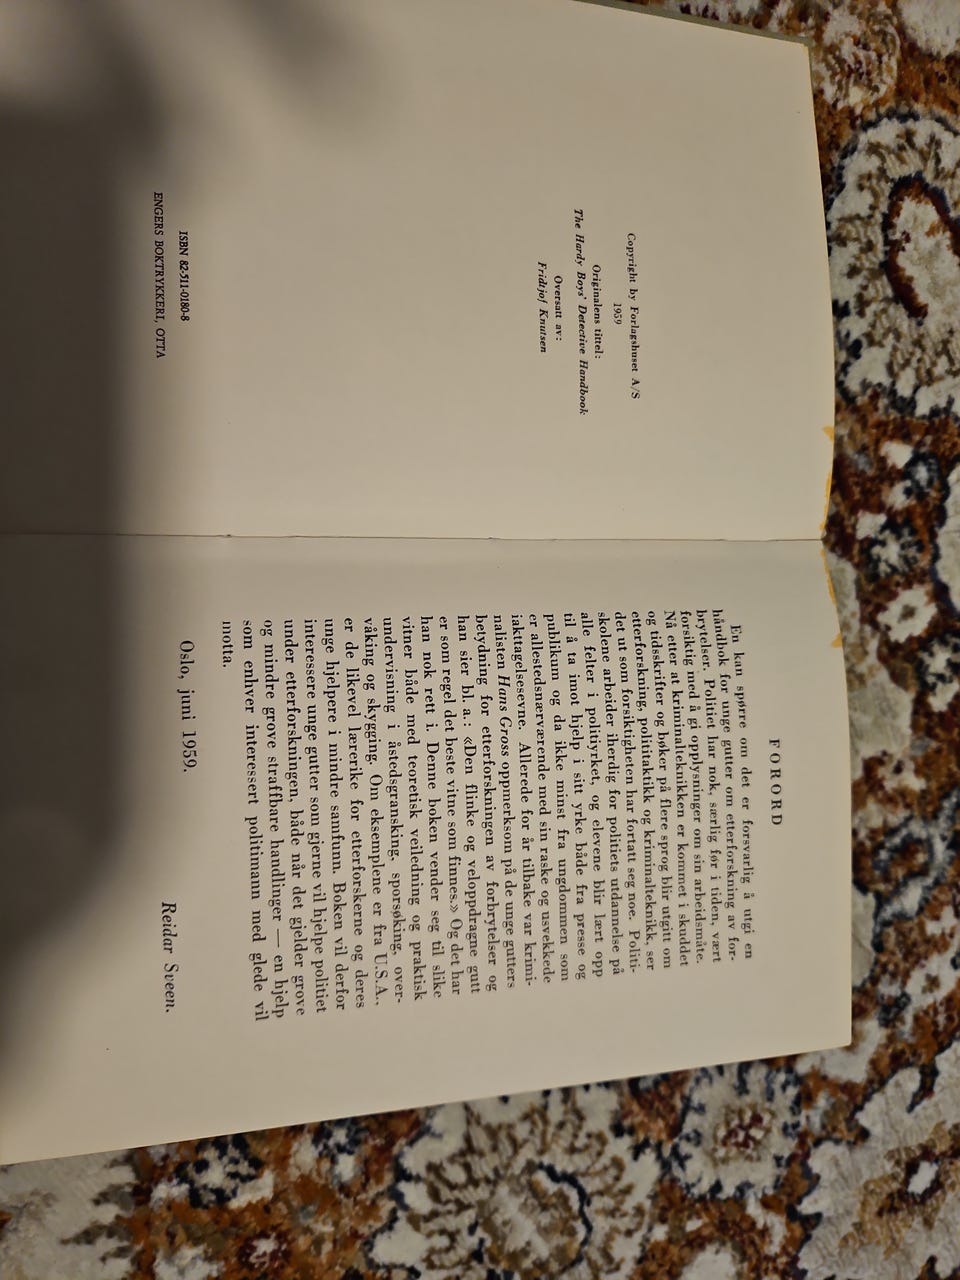 Copyright by Forlagshuset A/S
1959
Originalens tittel:
The Hardy Boys' Detective Handbook
Oversatt av:
Fridtjof Knutsen
ISBN 82-511-0180-8
ENGERS BOKTRYKKERI, OTTA
FORORD
En kan spørre om det er forsvarlig å utgi en
håndbok for unge gutter om etterforskning av for-
brytelser. Politiet har nok, særlig før i tiden, vært
forsiktig med å gi opplysninger om sin arbeidsmåte.
Nå etter at kriminalteknikken er kommet i skuddet
og tidsskrifter og bøker på flere sprog blir utgitt om
etterforskning, politaktikk og kriminalteknikk, ser
det ut som forsiktigheten har fortatt seg noe. Politi-
skolene arbeider iherdig for politiets utdannelse på
alle felter i politiyrket, og elevene blir lært opp
til å ta imot hjelp i sitt yrke både fra presse og
publikum og da ikke minst fra ungdommen som
er allestedsnærværende med sin raske og usvekkede
iakttagelsesevne. Allerede for år tilbake var krimi-
nalisten Hans Gross oppmerksom på de unge gutters
betydning for etterforskningen av forbrytelser og
han sier bl. a.: «Den flinke og veloppdragne gutt
er som regel det beste vitne som finnes.» Og det har
han nok rett i. Denne boken vender seg til slike
vitner både med teoretisk veiledning og praktisk
undervisning i åstedsgransking, sporsøking, over-
våking og skygging. Om eksemplene er fra U.S.A.,
er de likevel lærerike for etterforskerne og deres
unge hjelpere i mindre samfunn. Boken vil derfor
interessere unge gutter som gjerne vil hjelpe politiet
under etterforskningen, både når det gjelder grove
og mindre grove straffbare handlinger — en hjelp
som enhver interessert politimann med glede vil
motta.
Oslo, juni 1959.
Reidar Sveen.